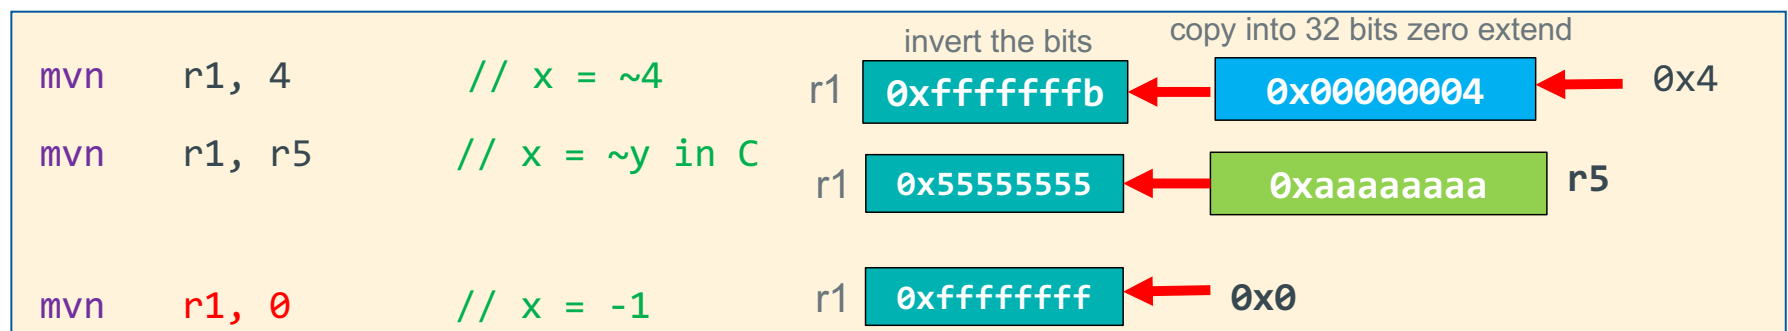 invert the bits copy into 32 bits zero extend
mvn r1, 4 // x = ~4 r1 0xfffffffb 0x00000004 0x4
mvn r1, r5 // x = ~y in C r1 0x55555555 0xaaaaaaaa r5
mvn r1, 0 // x = -1 r1 0xffffffff 0x0